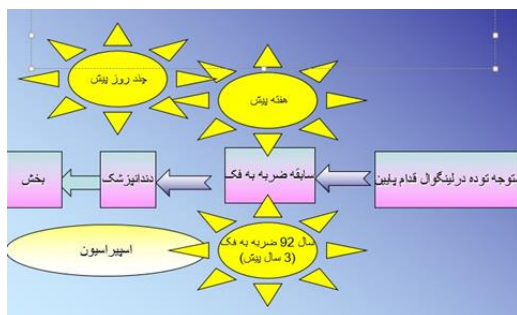 چند روز پیش
هفته پیش
متوجه توده درلینگوال قدام پایین
سابقه ضربه به فک
دندانپزشک
بخش
سال 92 ضربه به فک
(3 سال پیش)
اسپیراسیون